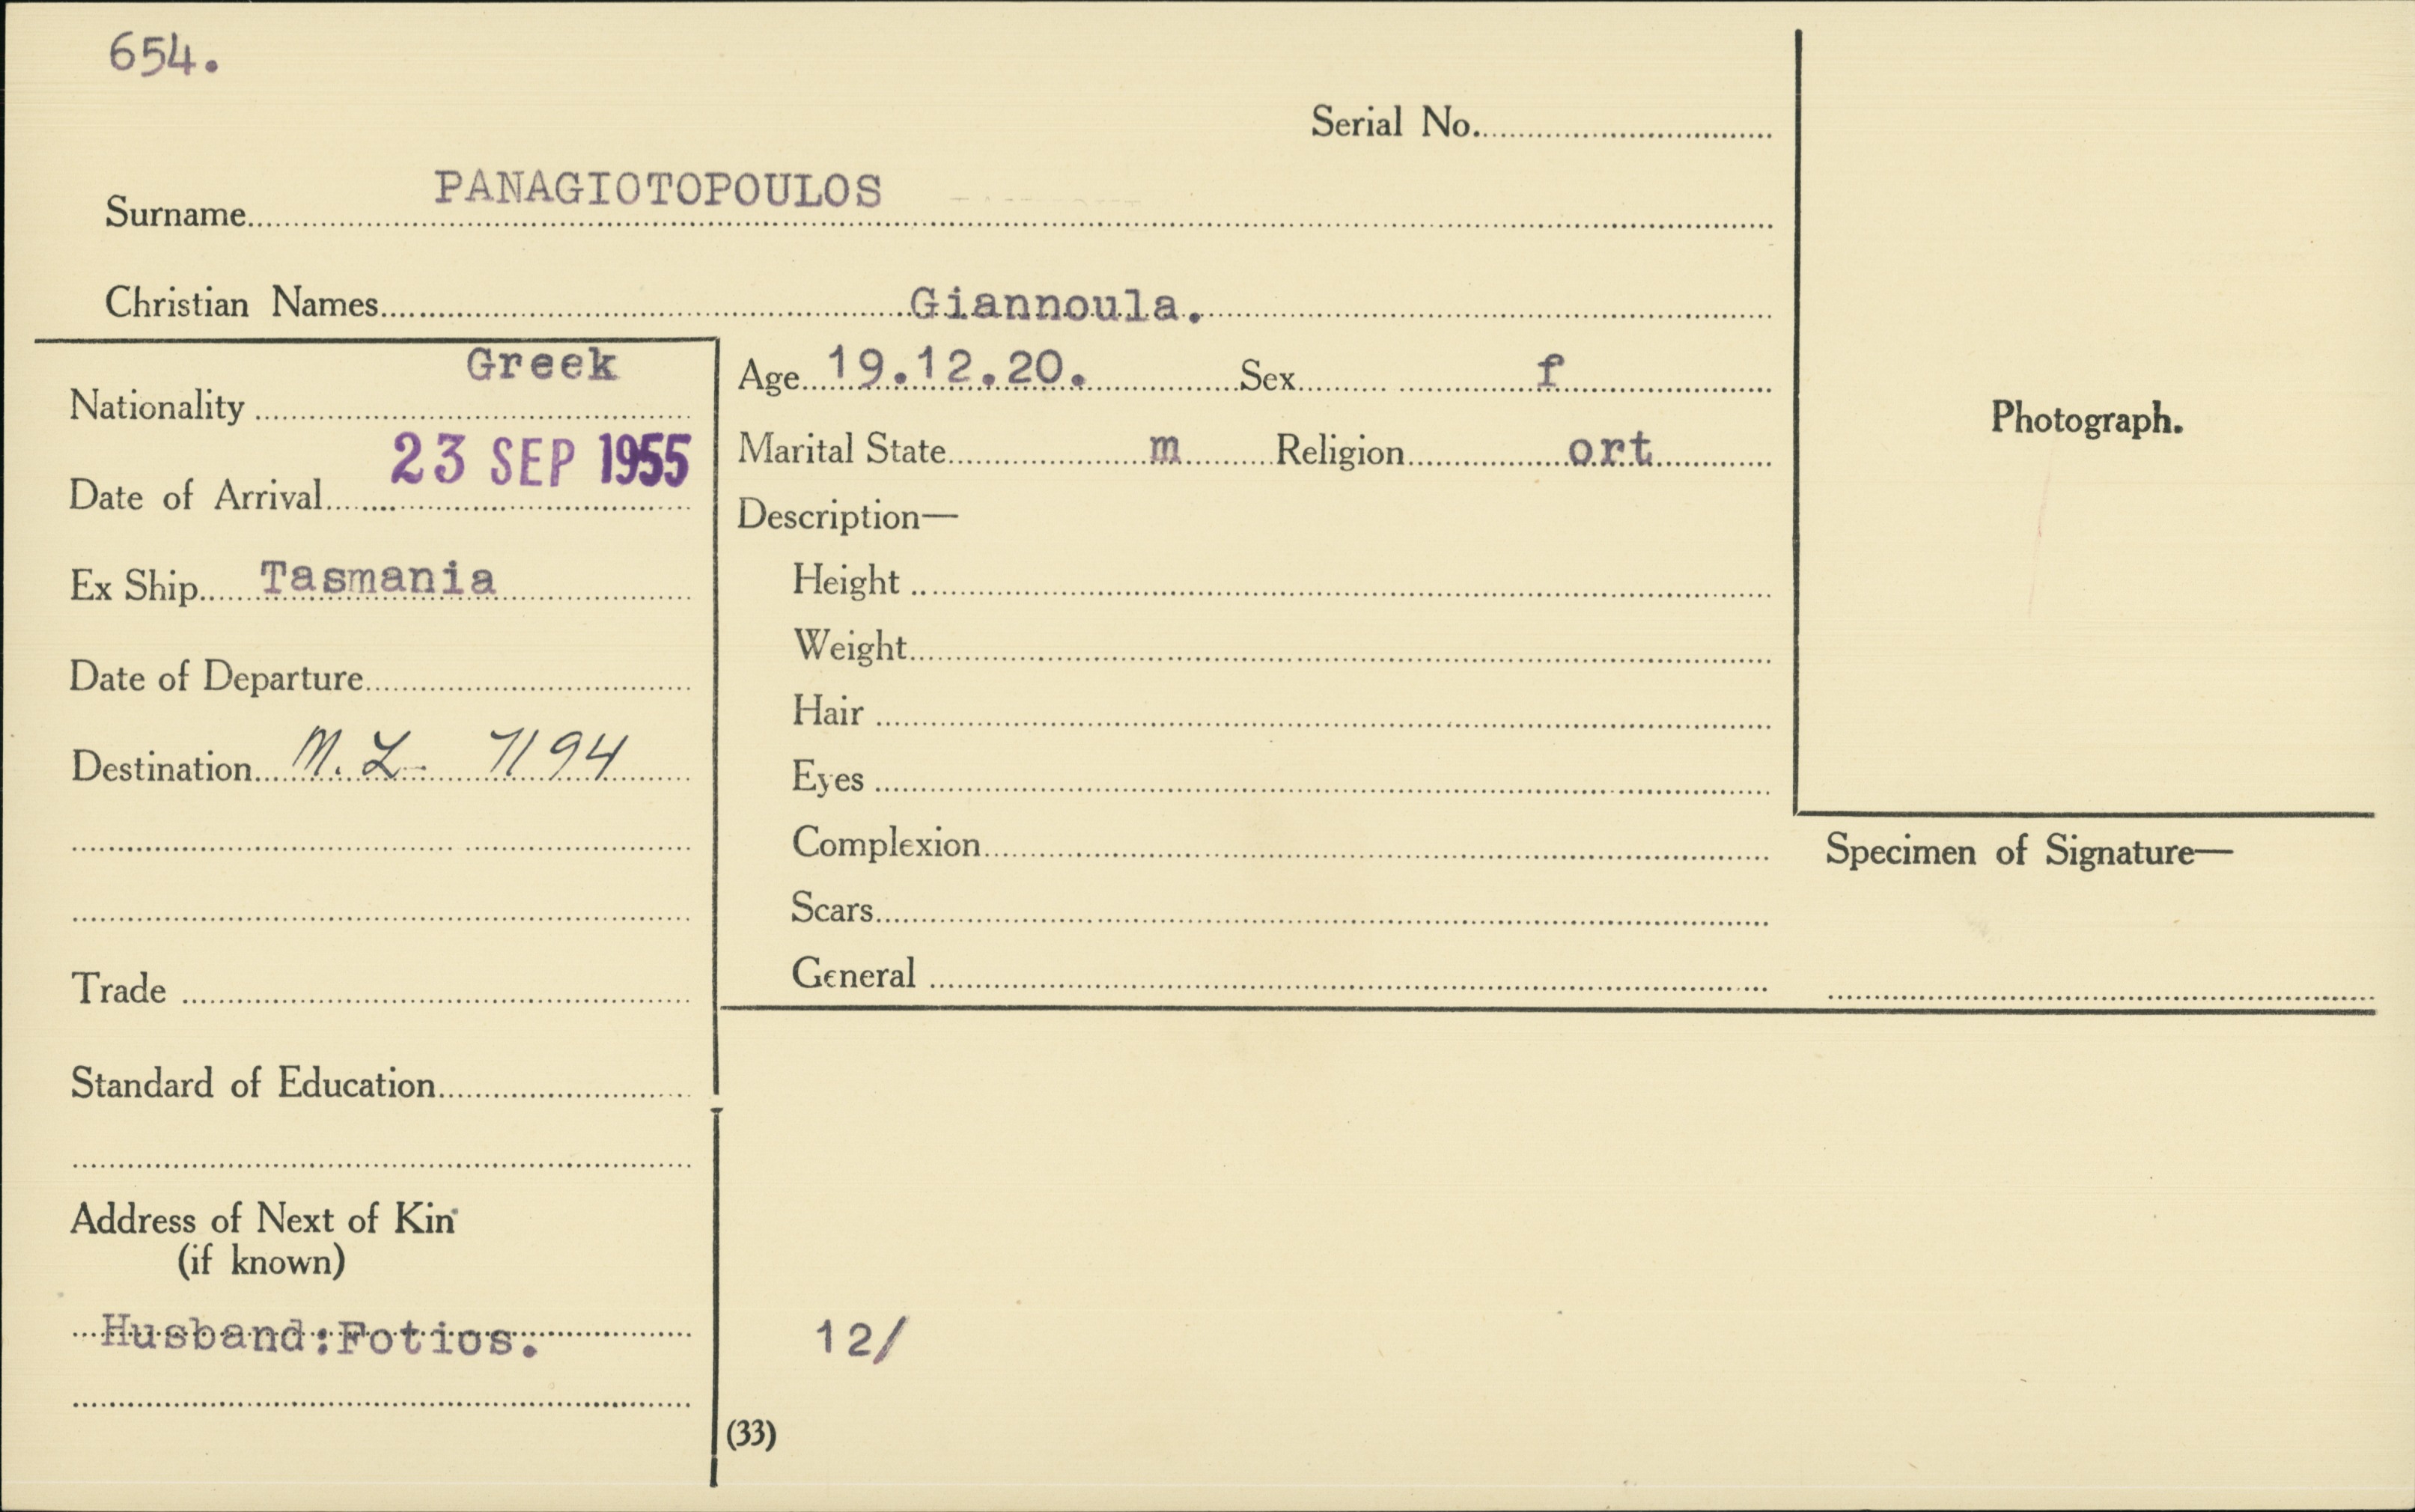 654.
Serial No.
Surname PANAGIOTOPOULOS
Christian Names Giannoula.
Nationality Greek
Date of Arrival 23 SEP 1955
Ex Ship Tasmania
Date of Departure
Destination M.L. 7194
Trade
Standard of Education
Address of Next of Kin
(if known)
Husband:Fotios.
Age 19.12.20. Sex f
Marital State m Religion ort
Description—
Height
Weight
Hair
Eyes
Complexion
Scars
General
Photograph.
Specimen of Signature—
12/
(33)